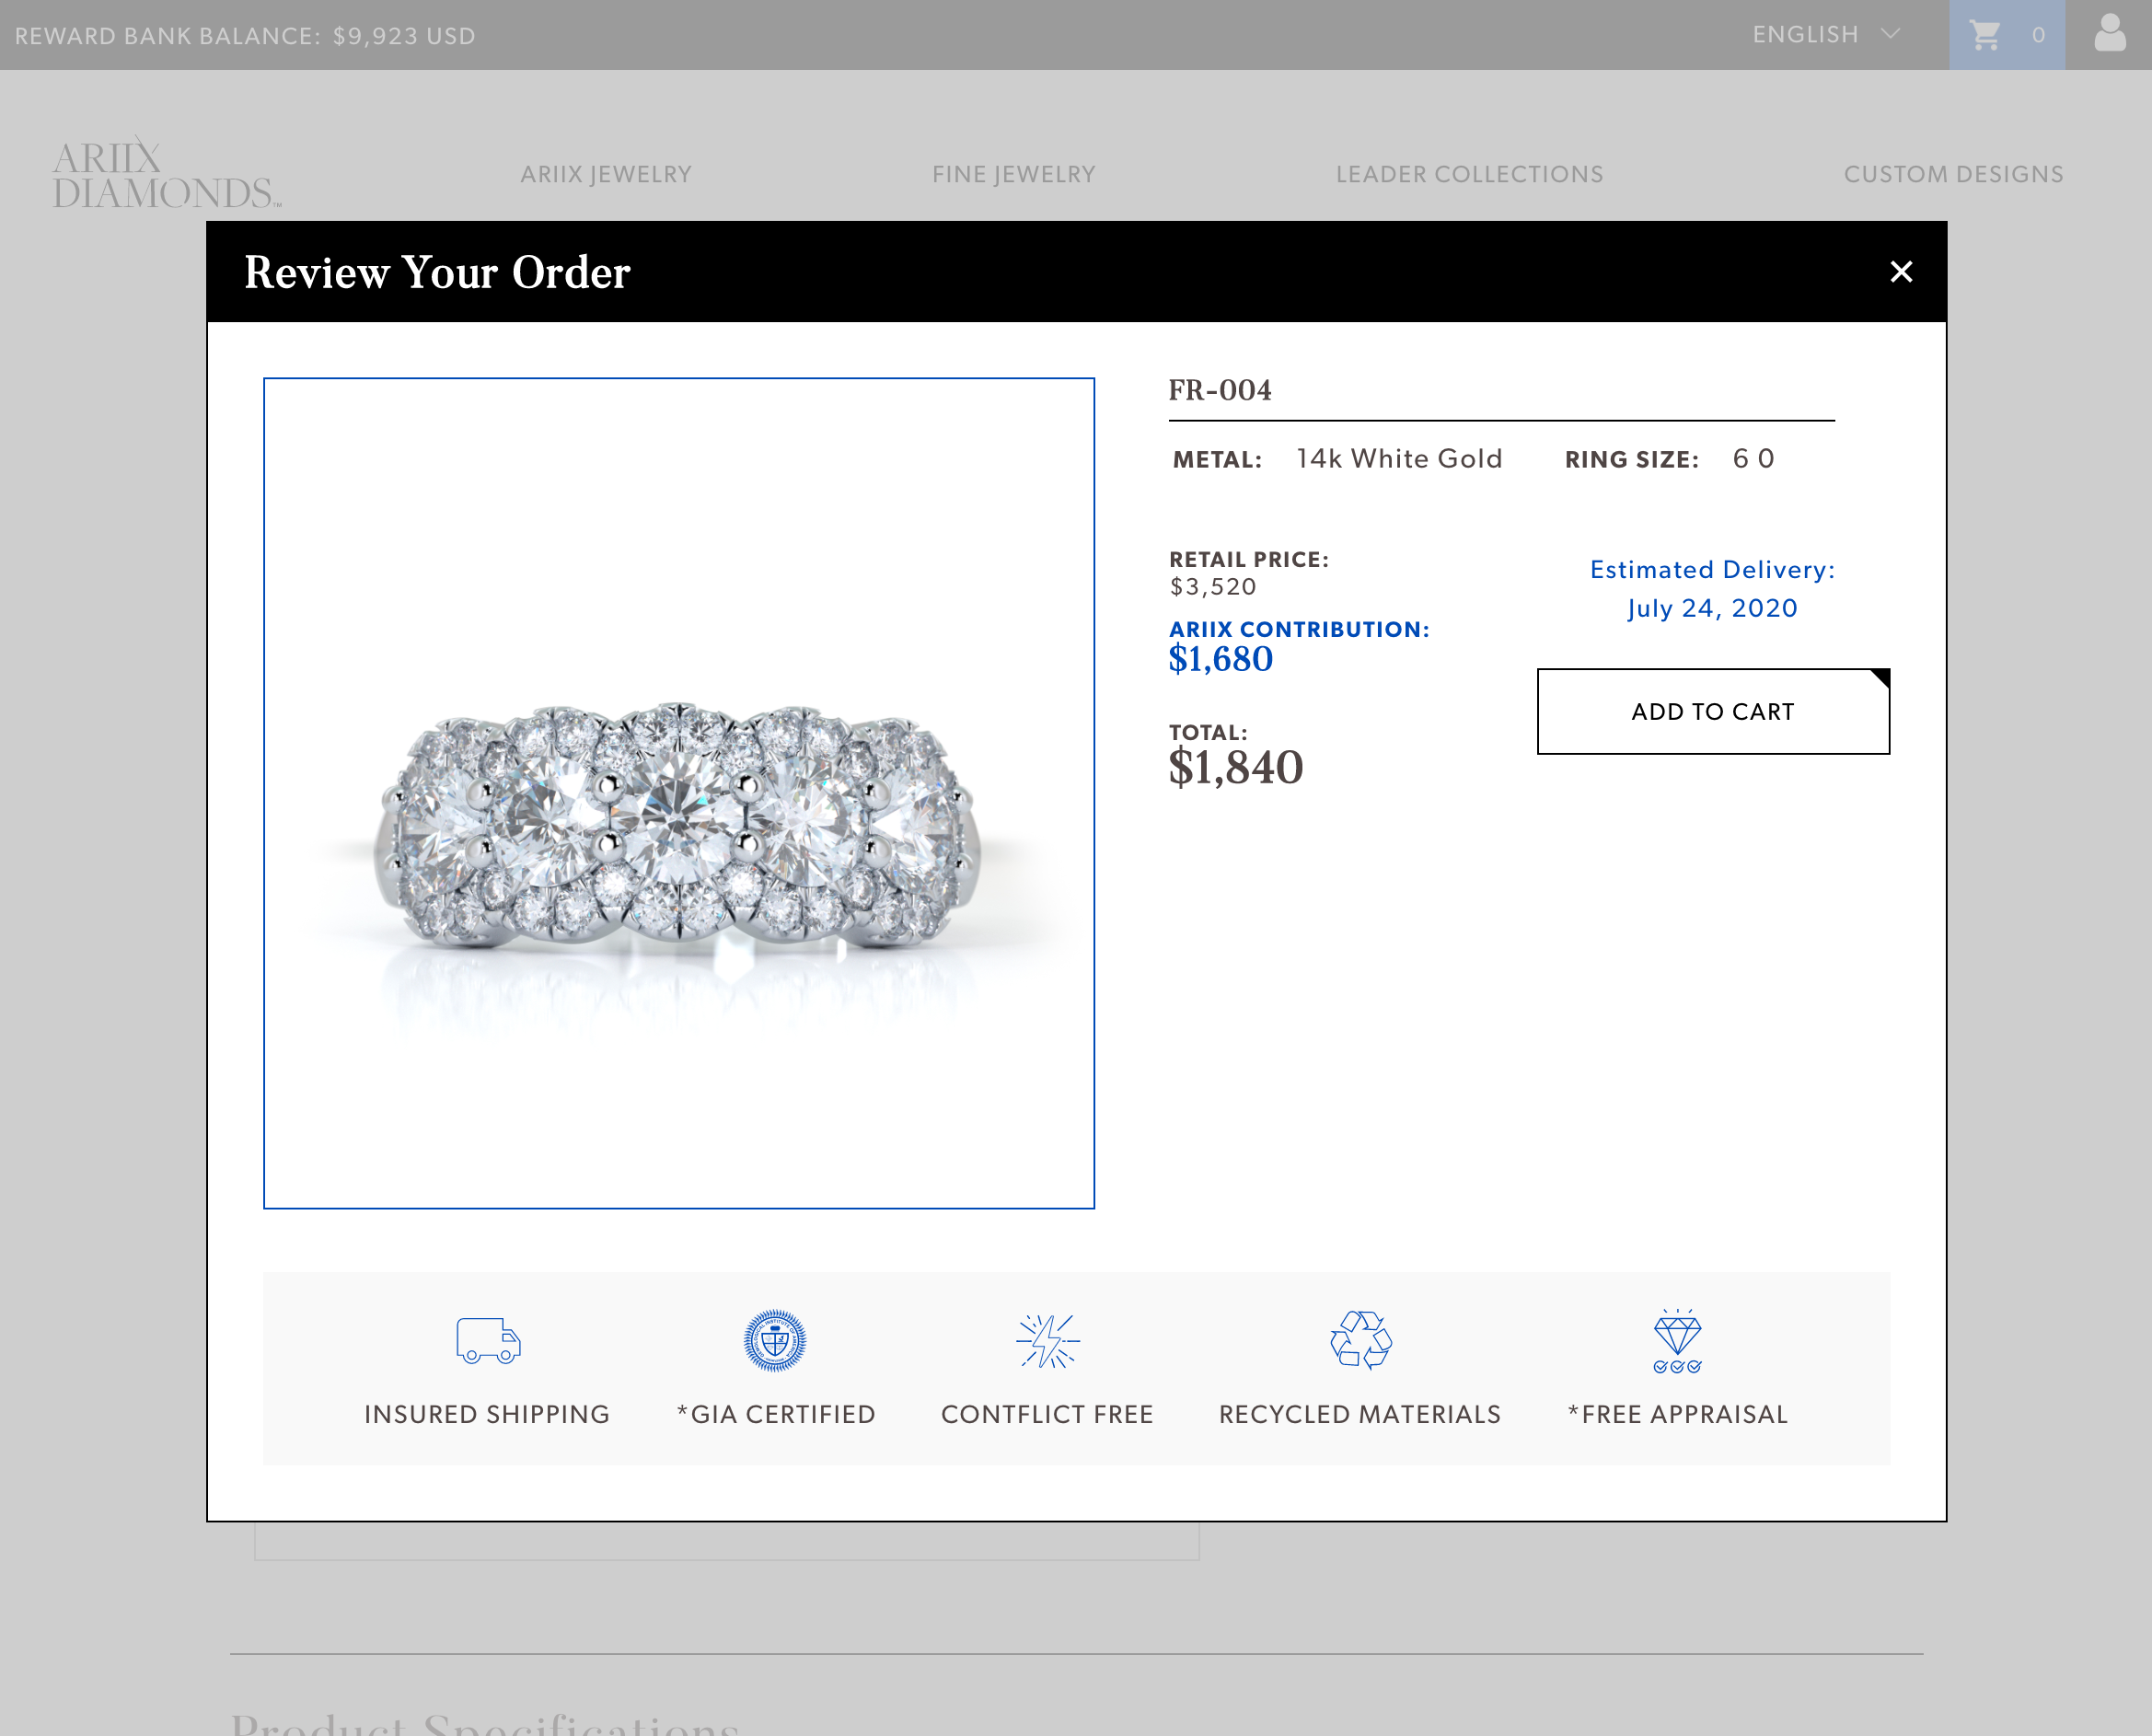 REWARD BANK BALANCE: $9,923 USD
ENGLISH
0
ARIIX
DIAMONDS™
ARIIX JEWELRY
FINE JEWELRY
LEADER COLLECTIONS
CUSTOM DESIGNS
Review Your Order
FR-004
METAL: 14k White Gold RING SIZE: 6 0
RETAIL PRICE:
$3,520
ARIIX CONTRIBUTION:
$1,680
TOTAL:
$1,840
Estimated Delivery:
July 24, 2020
ADD TO CART
INSURED SHIPPING
*GIA CERTIFIED
CONTFLICT FREE
RECYCLED MATERIALS
*FREE APPRAISAL
Product Specifications